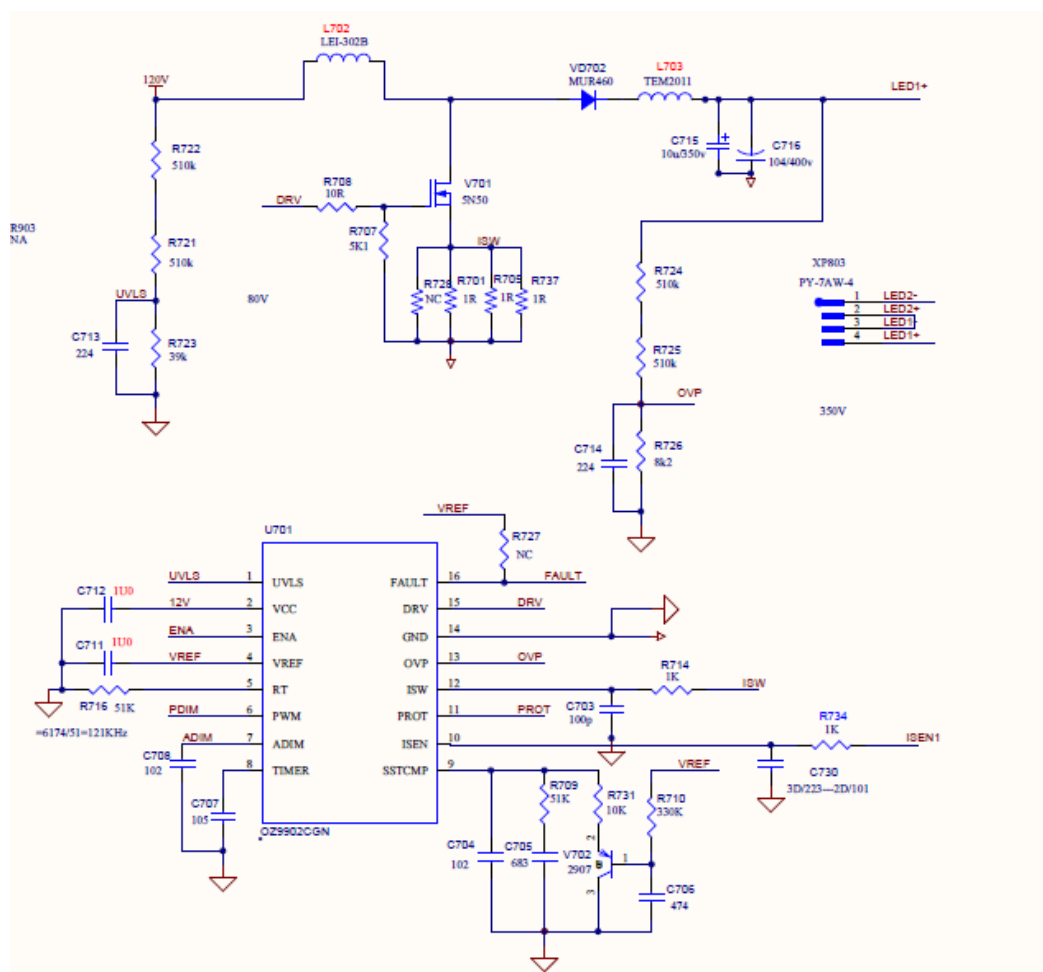 L702
LEI-302B
120V
VD702
MUR460
L703
TEM2011
LED1+
R722
510k
C715
10u/350v
C716
104/400v
R708
10R
V701
5N50
DRV
R903
NA
R707
5K1
ISW
R721
510k
R728
NC
R701
1R
R705
1R
R737
1R
R724
510k
XP803
PY-7AW-4
UVLS
80V
1 LED2-
2 LED2+
3 LED1-
4 LED1+
C713
224
R723
39k
R725
510k
OVP
350V
C714
224
R726
8k2
VREF
U701
R727
NC
UVLS 1 UVLS
FAULT 16 FAULT
C712 1U0
12V 2 VCC
DRV 15 DRV
ENA 3 ENA
GND 14
C711 1U0
VREF 4 VREF
OVP 13 OVP
R714
1K
R716 51K
5 RT
ISW 12
ISW
C703
100p
PDIM 6 PWM
PROT 11 PROT
=6174/51=121KHz
R734
1K
ADIM 7 ADIM
ISEN 10
ISEN1
C708
102
8 TIMER
SSTCMP 9
VREF
C730
3D/223---2D/101
C707
105
R709
51K
R731
10K
R710
330K
OZ9902CGN
C704
102
C705
683
V702
2907
2
B
1
3
C706
474